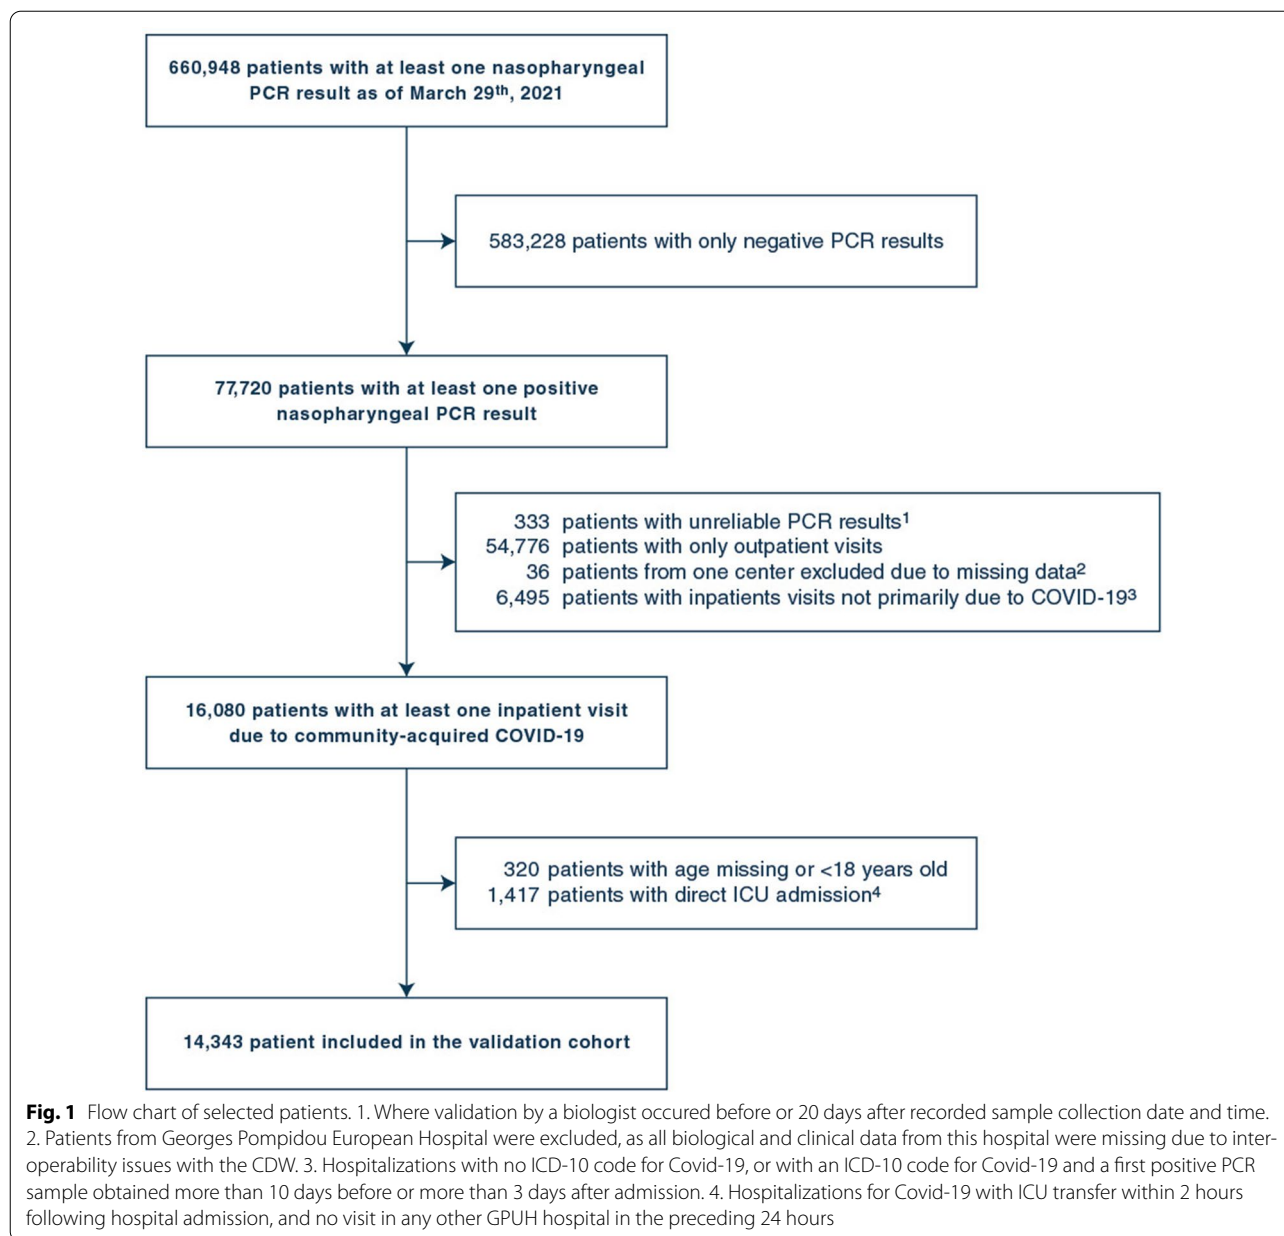 660,948 patients with at least one nasopharyngeal
PCR result as of March 29th, 2021
583,228 patients with only negative PCR results
77,720 patients with at least one positive
nasopharyngeal PCR result
333 patients with unreliable PCR results1
54,776 patients with only outpatient visits
36 patients from one center excluded due to missing data2
6,495 patients with inpatients visits not primarily due to COVID-193
16,080 patients with at least one inpatient visit
due to community-acquired COVID-19
320 patients with age missing or <18 years old
1,417 patients with direct ICU admission4
14,343 patient included in the validation cohort
Fig. 1 Flow chart of selected patients. 1. Where validation by a biologist occured before or 20 days after recorded sample collection date and time.
2. Patients from Georges Pompidou European Hospital were excluded, as all biological and clinical data from this hospital were missing due to inter-
operability issues with the CDW. 3. Hospitalizations with no ICD-10 code for Covid-19, or with an ICD-10 code for Covid-19 and a first positive PCR
sample obtained more than 10 days before or more than 3 days after admission. 4. Hospitalizations for Covid-19 with ICU transfer within 2 hours
following hospital admission, and no visit in any other GPUH hospital in the preceding 24 hours